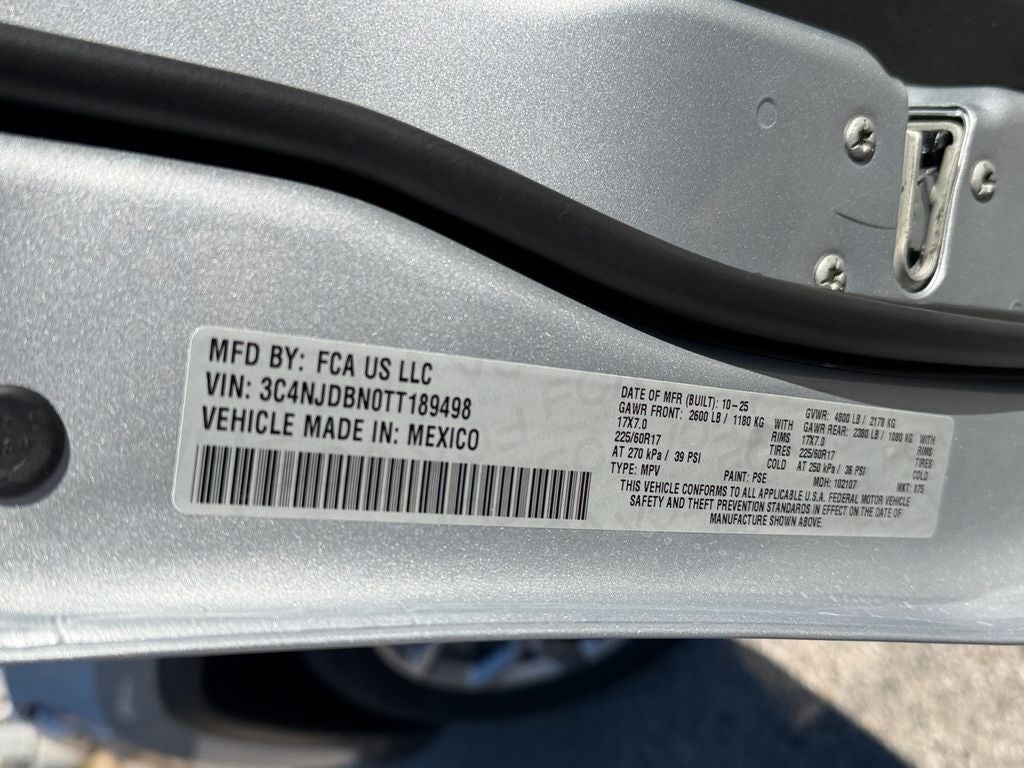 MFD BY: FCA US LLC
VIN: 3C4NJDBN0TT189498
VEHICLE MADE IN: MEXICO
DATE OF MFR (BUILT): 10-25 GVWR: 4800 LB / 2178 KG
GAWR FRONT: 2600 LB / 1180 KG WITH GAWR REAR: 2380 LB / 1080 KG WITH
17X7.0 RIMS 17X7.0 RIMS
225/60R17 TIRES 225/60R17 TIRES
AT 270 kPa / 39 PSI COLD AT 250 kPa / 36 PSI COLD
TYPE: MPV PAINT: PSE MDH: 102107 MKT: 975
THIS VEHICLE CONFORMS TO ALL APPLICABLE U.S.A. FEDERAL MOTOR VEHICLE
SAFETY AND THEFT PREVENTION STANDARDS IN EFFECT ON THE DATE OF
MANUFACTURE SHOWN ABOVE.